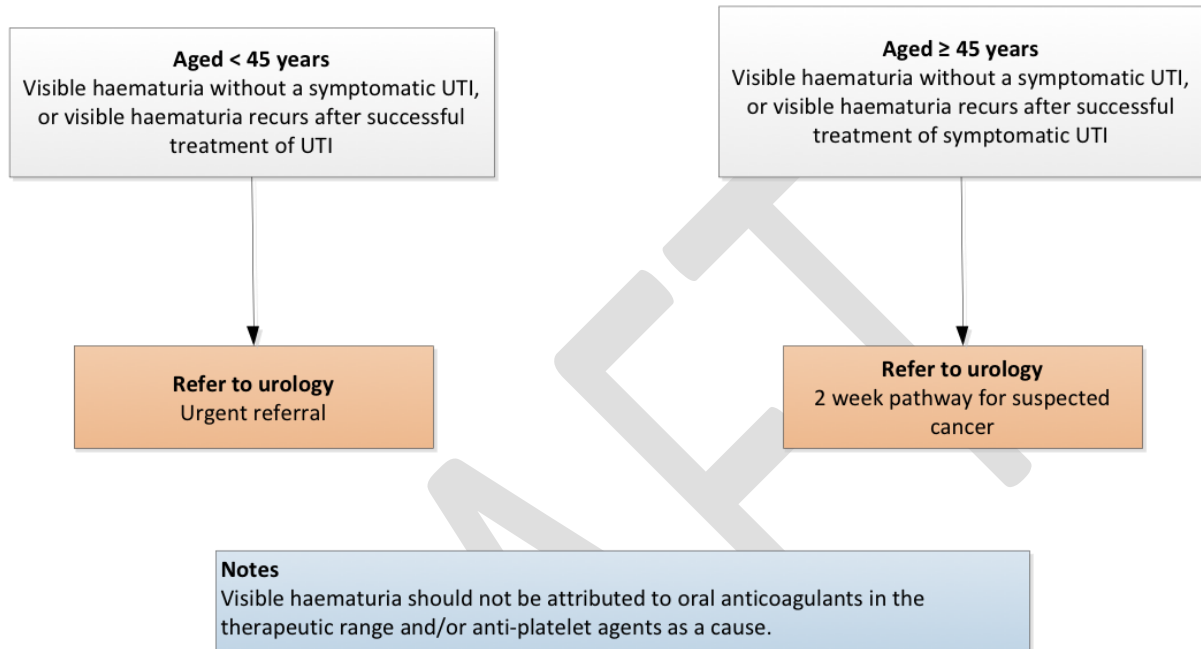 Aged < 45 years
Visible haematuria without a symptomatic UTI,
or visible haematuria recurs after successful
treatment of UTI
Aged ≥ 45 years
Visible haematuria without a symptomatic UTI,
or visible haematuria recurs after successful
treatment of symptomatic UTI
Refer to urology
Urgent referral
Refer to urology
2 week pathway for suspected
cancer
Notes
Visible haematuria should not be attributed to oral anticoagulants in the
therapeutic range and/or anti-platelet agents as a cause.